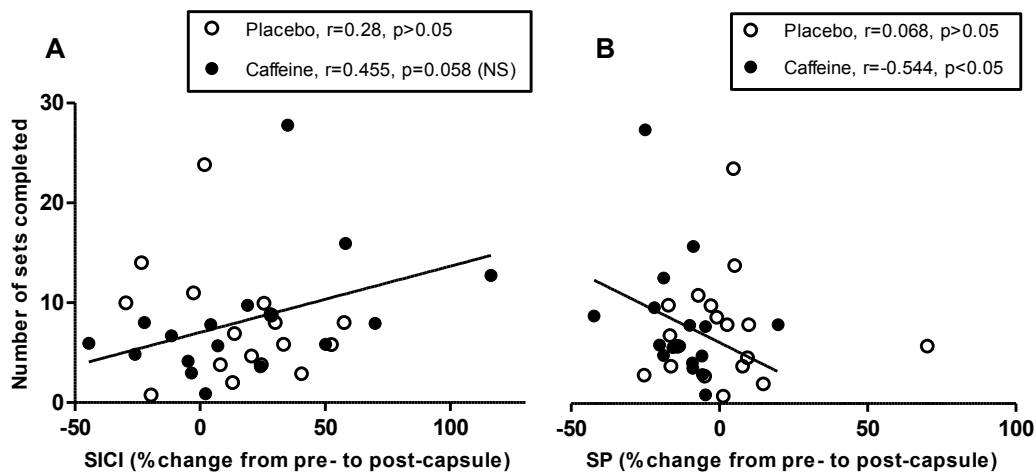 A
Placebo, r=0.28, p>0.05
Caffeine, r=0.455, p=0.058 (NS)
B
Placebo, r=0.068, p>0.05
Caffeine, r=-0.544, p<0.05
Number of sets completed
30
20
10
0
-50 0 50 100
SICI (%change from pre- to post-capsule)
-50 0 50 100
SP (%change from pre- to post-capsule)